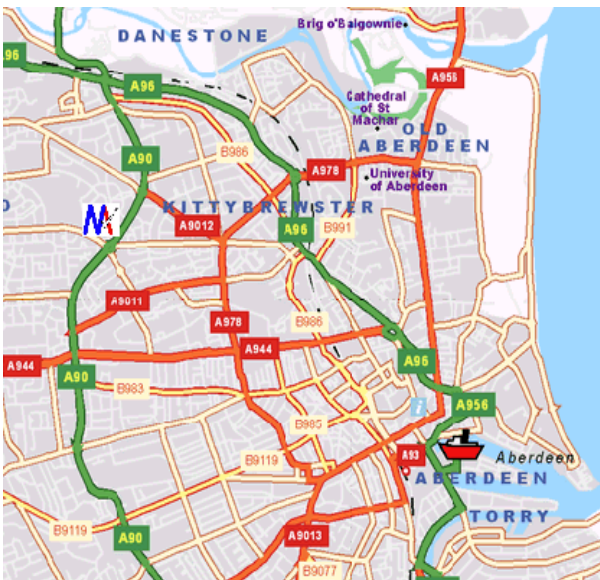 Brig o'Balgownie
DANESTONE
A96
A956
A96
Cathedral
of St
Machar
OLD
ABERDEEN
B986
A90
A978
University
of Aberdeen
KITTYBREWSTER
A9012
A96
B991
A9011
A978
B986
A944
A944
A96
A90
B983
A956
B985
A93
B9119
Aberdeen
ABERDEEN
TORRY
B9119
A90
A9013
B9077